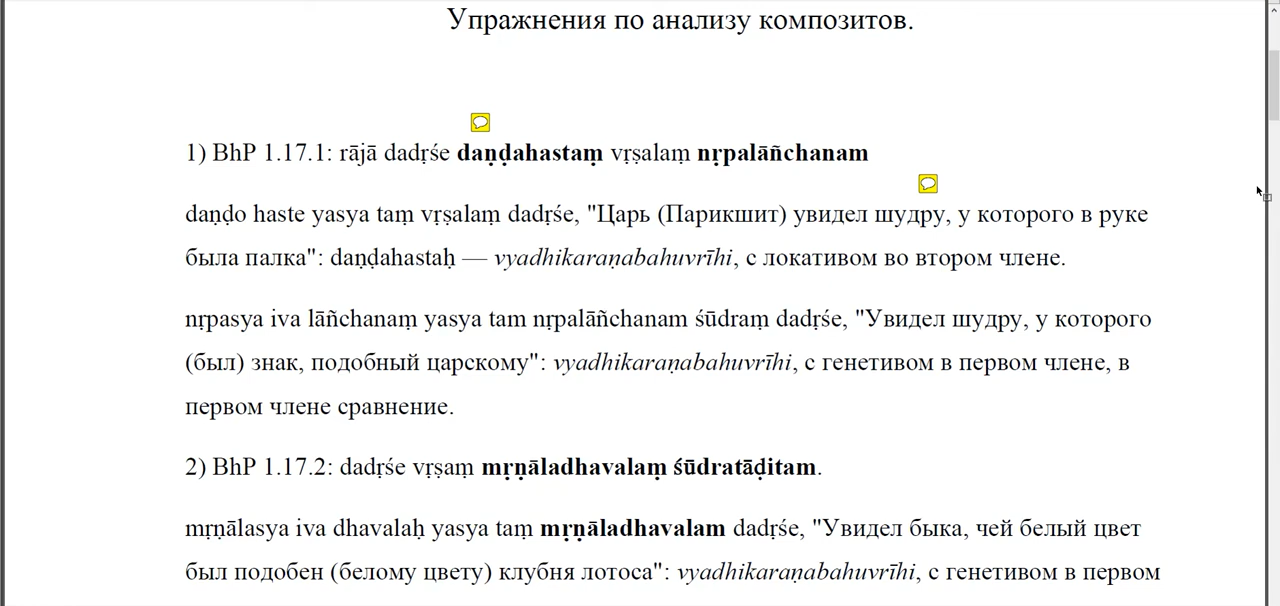 Упражнения по анализу композитов.
1) BhP 1.17.1: rājā dadṛśe daṇḍahastaṃ vṛṣalaṃ nṛpalāñchanam
daṇḍo haste yasya taṃ vṛṣalaṃ dadṛśe, "Царь (Парикшит) увидел шудру, у которого в руке
была палка": daṇḍahastaḥ — vyadhikaraṇabahuvrīhi, с локативом во втором члене.
nṛpasya iva lāñchanaṃ yasya tam nṛpalāñchanam śūdraṃ dadṛśe, "Увидел шудру, у которого
(был) знак, подобный царскому": vyadhikaraṇabahuvrīhi, с генетивом в первом члене, в
первом члене сравнение.
2) BhP 1.17.2: dadṛśe vṛṣaṃ mṛṇāladhavalaṃ śūdratāḍitam.
mṛṇālasya iva dhavalaḥ yasya taṃ mṛṇāladhavalam dadṛśe, "Увидел быка, чей белый цвет
был подобен (белому цвету) клубня лотоса": vyadhikaraṇabahuvrīhi, с генетивом в первом